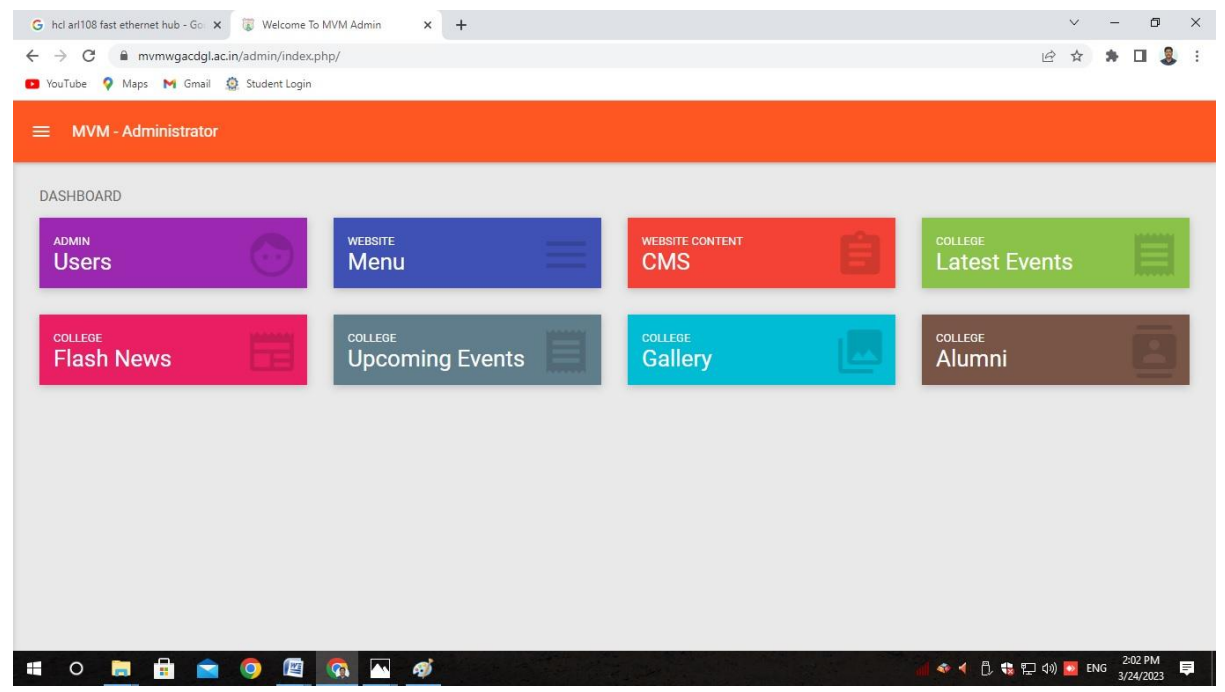 hcl arl108 fast ethernet hub - Go
Welcome To MVM Admin
mvmwgacdgl.ac.in/admin/index.php/
YouTube Maps Gmail Student Login
MVM - Administrator
DASHBOARD
ADMIN
Users
WEBSITE
Menu
WEBSITE CONTENT
CMS
COLLEGE
Latest Events
COLLEGE
Flash News
COLLEGE
Upcoming Events
COLLEGE
Gallery
COLLEGE
Alumni
ENG
2:02 PM
3/24/2023